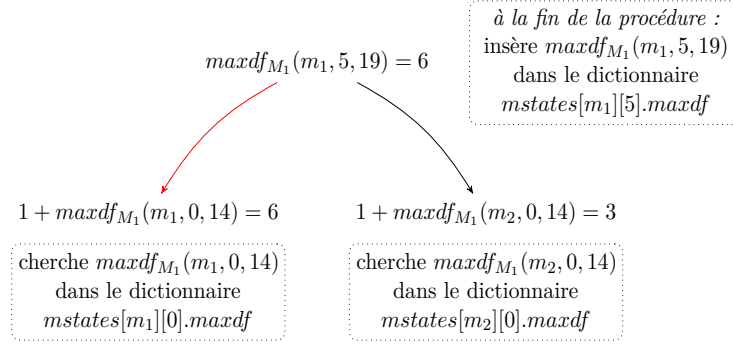 à la fin de la procédure :
insère maxdf_{M_1}(m_1, 5, 19)
dans le dictionnaire
mstates[m_1][5].maxdf
maxdf_{M_1}(m_1, 5, 19) = 6
1 + maxdf_{M_1}(m_1, 0, 14) = 6
1 + maxdf_{M_1}(m_2, 0, 14) = 3
cherche maxdf_{M_1}(m_1, 0, 14)
dans le dictionnaire
mstates[m_1][0].maxdf
cherche maxdf_{M_1}(m_2, 0, 14)
dans le dictionnaire
mstates[m_2][0].maxdf